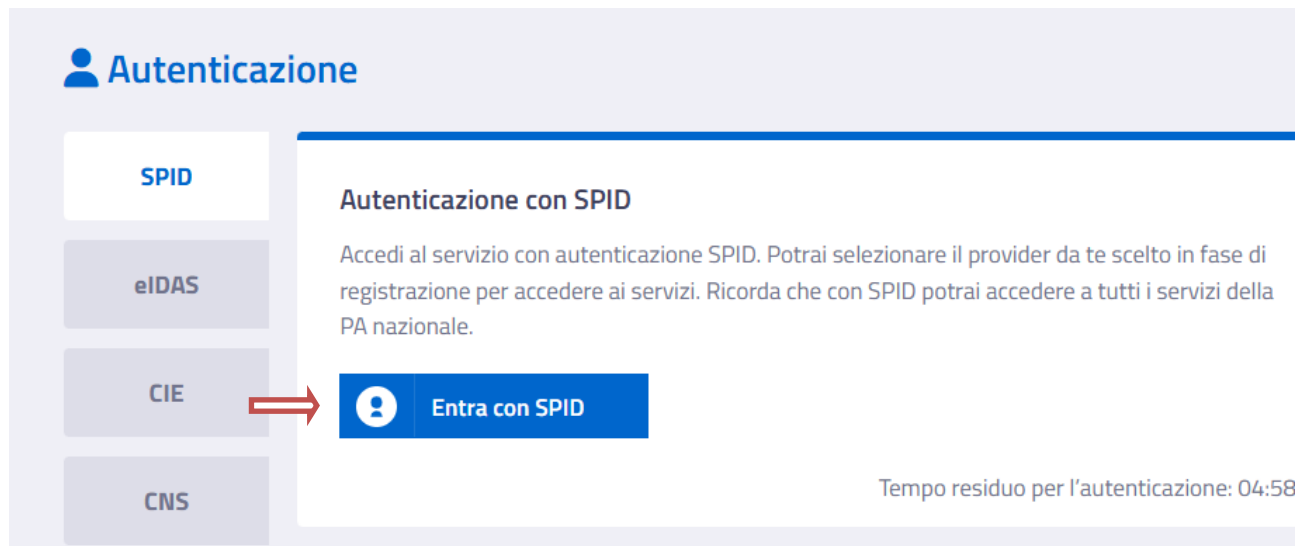 Autenticazione
SPID
eIDAS
CIE
CNS
Autenticazione con SPID
Accedi al servizio con autenticazione SPID. Potrai selezionare il provider da te scelto in fase di
registrazione per accedere ai servizi. Ricorda che con SPID potrai accedere a tutti i servizi della
PA nazionale.
Entra con SPID
Tempo residuo per l'autenticazione: 04:58